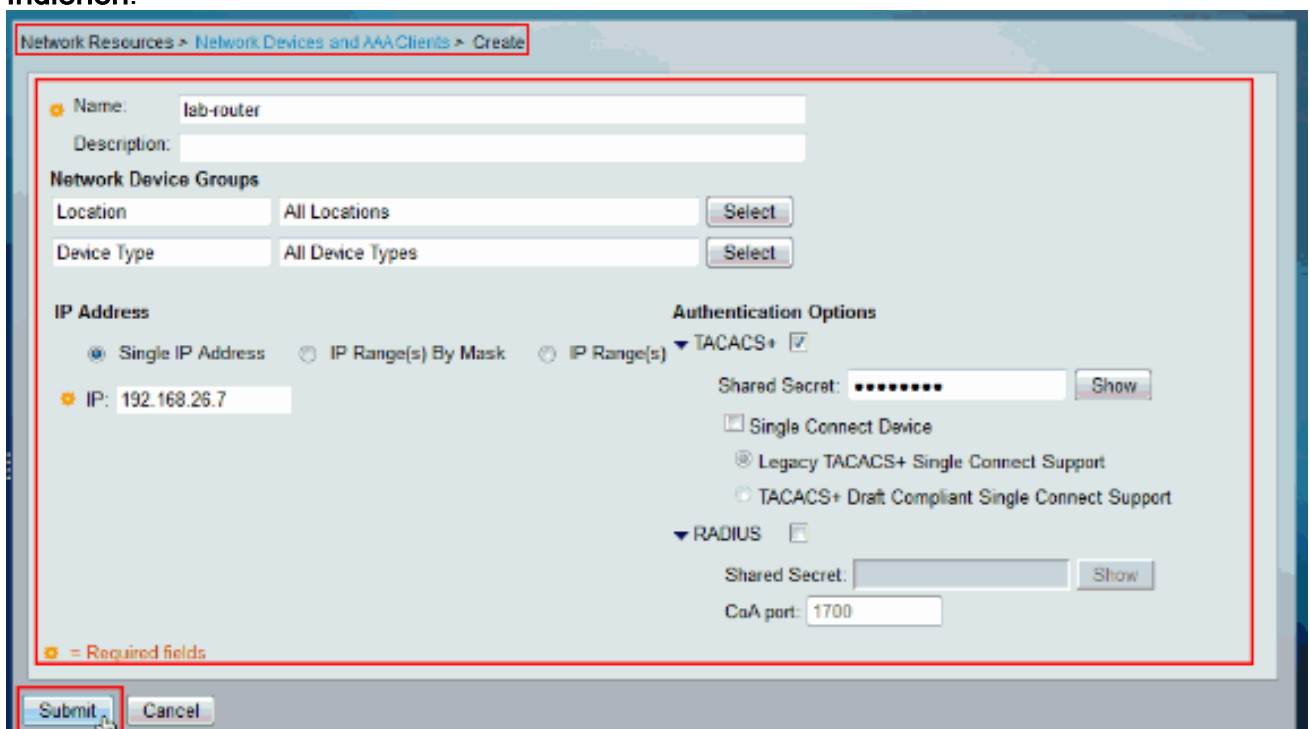 Network Resources > Network Devices and AAA Clients > Create
Name: lab-router
Description:
Network Device Groups
Location All Locations Select
Device Type All Device Types Select
IP Address
Single IP Address IP Range(s) By Mask IP Range(s)
IP: 192.168.26.7
Authentication Options
TACACS+
Shared Secret: •••••••• Show
Single Connect Device
Legacy TACACS+ Single Connect Support
TACACS+ Draft Compliant Single Connect Support
RADIUS
Shared Secret: Show
CoA port: 1700
= Required fields
Submit Cancel